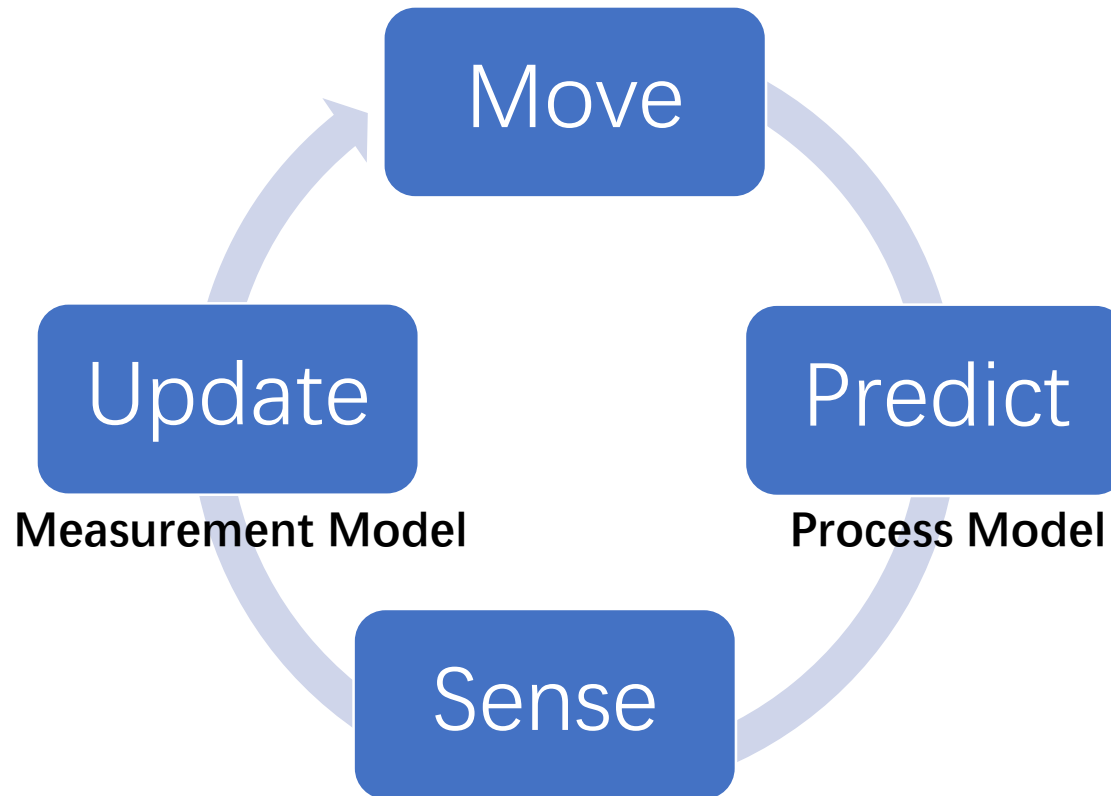 Move
Update
Predict
Measurement Model
Process Model
Sense